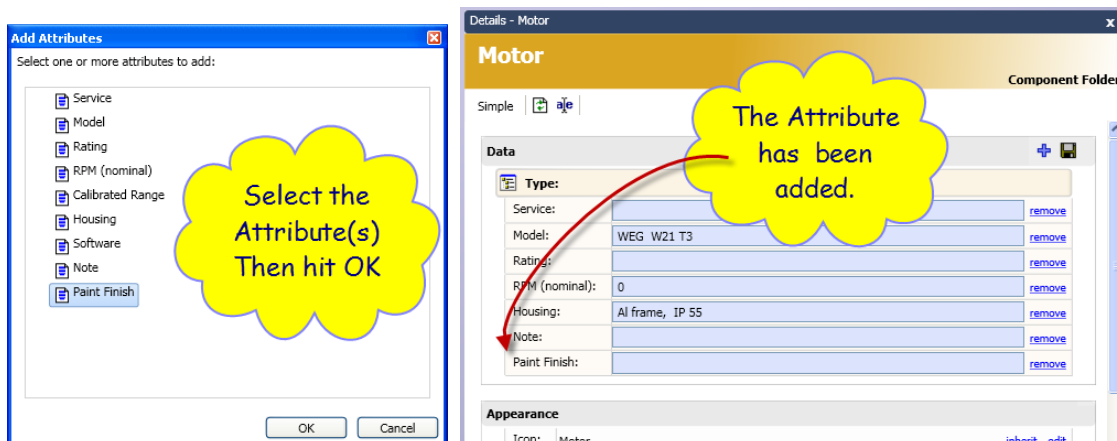 Add Attributes
Select one or more attributes to add:
Service
Model
Rating
RPM (nominal)
Calibrated Range
Housing
Software
Note
Paint Finish
Select the
Attribute(s)
Then hit OK
OK Cancel
Details - Motor x
Motor
Component Folder
Simple a e
The Attribute
has been
added.
Data
Type:
Service: remove
Model: WEG W21 T3 remove
Rating: remove
RPM (nominal): 0 remove
Housing: Al frame, IP 55 remove
Note: remove
Paint Finish: remove
Appearance
Icon: Motor inherit edit